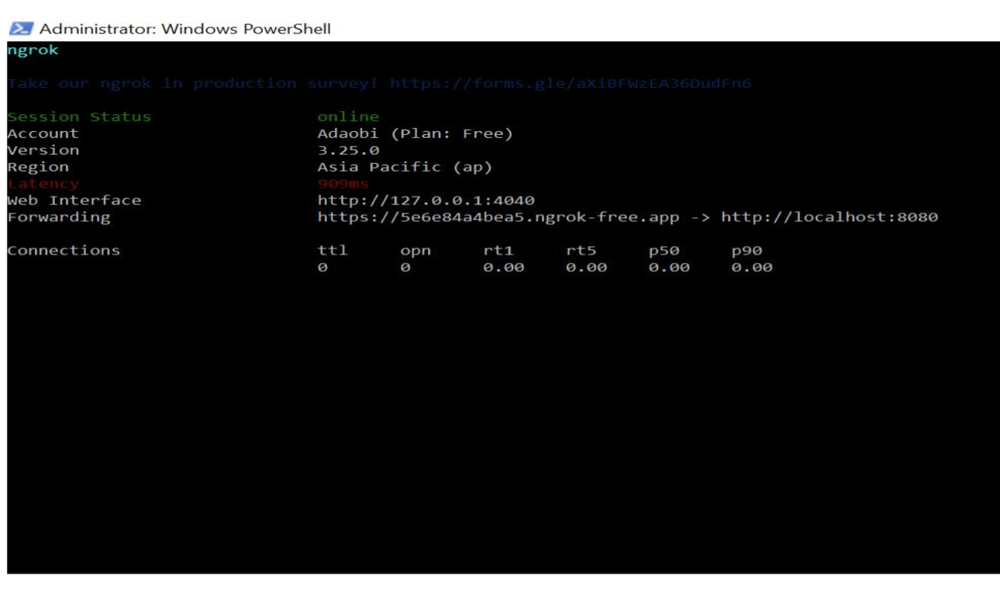 Administrator: Windows PowerShell
ngrok
Take our ngrok in production survey! https://forms.gle/aXiBFWzEA36DudFn6
Session Status online
Account Adaobi (Plan: Free)
Version 3.25.0
Region Asia Pacific (ap)
Latency 909ms
Web Interface http://127.0.0.1:4040
Forwarding https://5e6e84a4bea5.ngrok-free.app -> http://localhost:8080
Connections ttl opn rt1 rt5 p50 p90
0 0 0.00 0.00 0.00 0.00